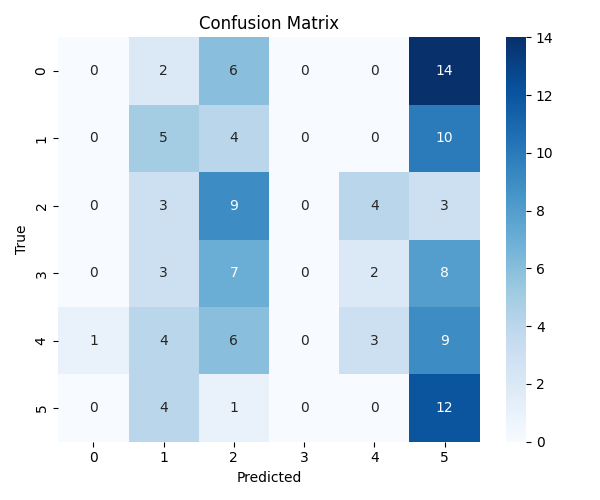 Confusion Matrix
True
0 0 2 6 0 0 14
1 0 5 4 0 0 10
2 0 3 9 0 4 3
3 0 3 7 0 2 8
4 1 4 6 0 3 9
5 0 4 1 0 0 12
0 1 2 3 4 5
Predicted
14
12
10
8
6
4
2
0